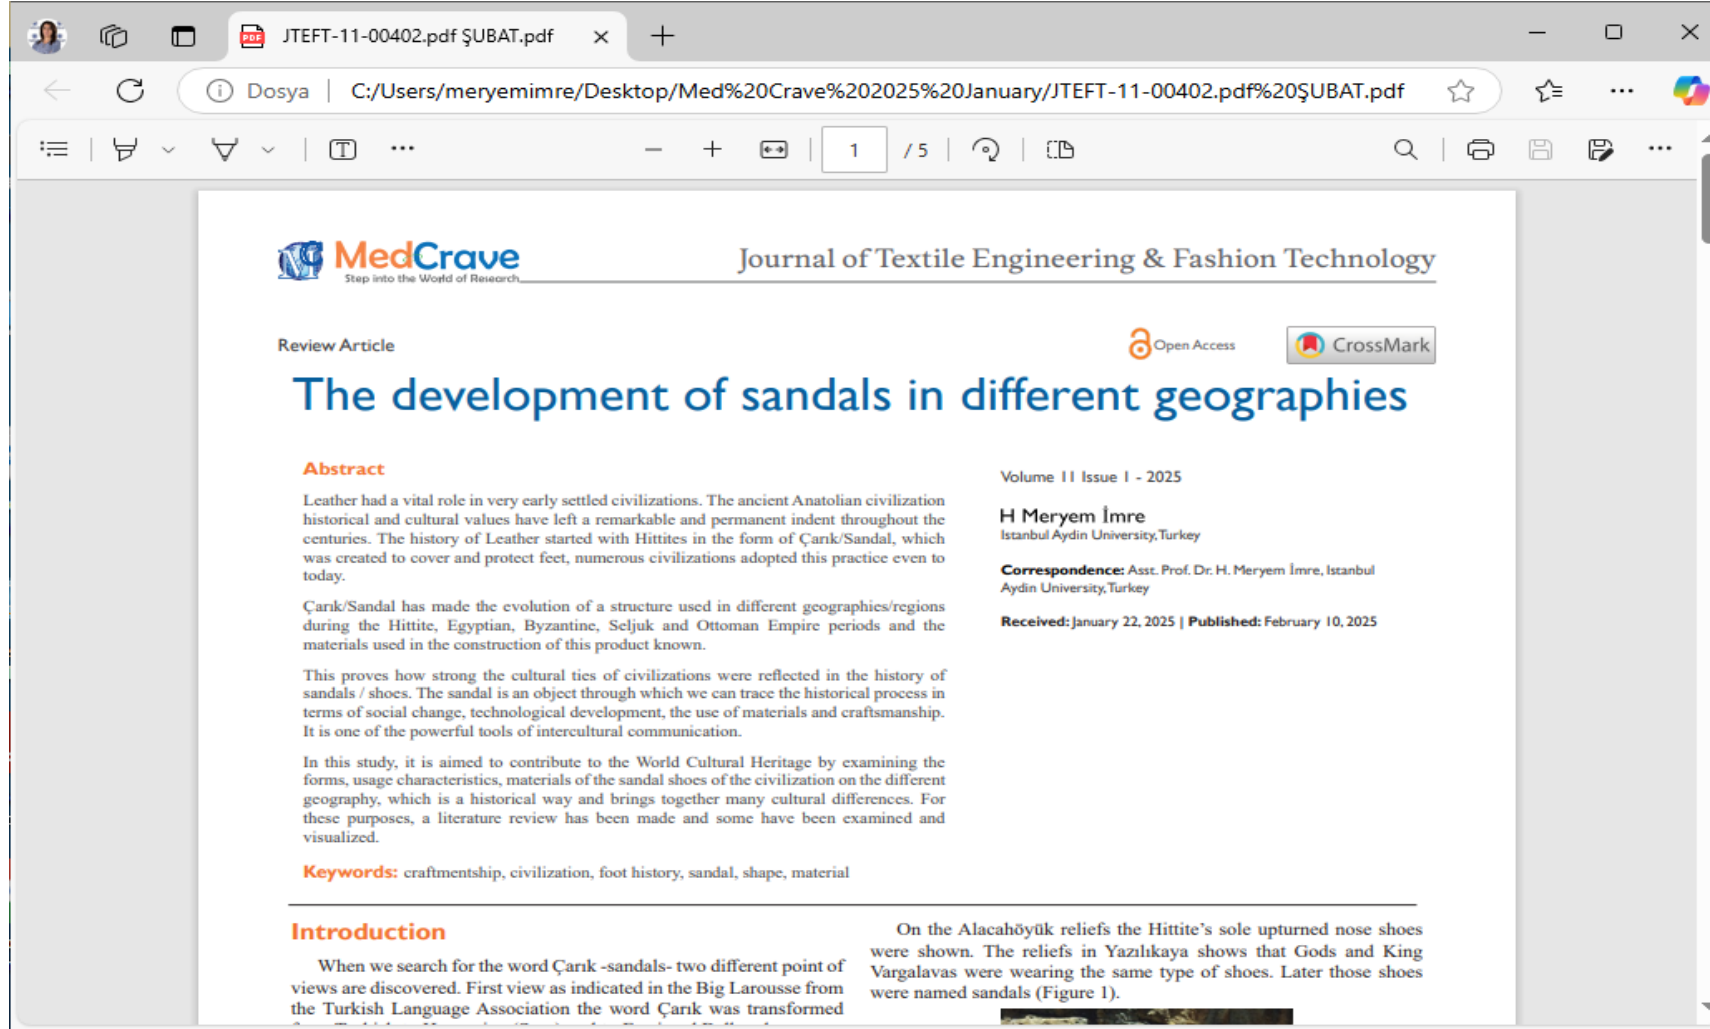 JTEFT-11-00402.pdf ŞUBAT.pdf
Dosya
C:/Users/meryemimre/Desktop/Med%20Crave%202025%20January/JTEFT-11-00402.pdf%20ŞUBAT.pdf
1 / 5
MedCrave
Step into the World of Research
Journal of Textile Engineering & Fashion Technology
Review Article
Open Access
CrossMark
The development of sandals in different geographies
Abstract
Leather had a vital role in very early settled civilizations. The ancient Anatolian civilization
historical and cultural values have left a remarkable and permanent indent throughout the
centuries. The history of Leather started with Hittites in the form of Çarık/Sandal, which
was created to cover and protect feet, numerous civilizations adopted this practice even to
today.
Çarık/Sandal has made the evolution of a structure used in different geographies/regions
during the Hittite, Egyptian, Byzantine, Seljuk and Ottoman Empire periods and the
materials used in the construction of this product known.
This proves how strong the cultural ties of civilizations were reflected in the history of
sandals / shoes. The sandal is an object through which we can trace the historical process in
terms of social change, technological development, the use of materials and craftsmanship.
It is one of the powerful tools of intercultural communication.
In this study, it is aimed to contribute to the World Cultural Heritage by examining the
forms, usage characteristics, materials of the sandal shoes of the civilization on the different
geography, which is a historical way and brings together many cultural differences. For
these purposes, a literature review has been made and some have been examined and
visualized.
Keywords: craftmentship, civilization, foot history, sandal, shape, material
Volume 11 Issue 1 - 2025
H Meryem İmre
Istanbul Aydin University, Turkey
Correspondence: Asst. Prof. Dr. H. Meryem İmre, Istanbul
Aydin University, Turkey
Received: January 22, 2025 | Published: February 10, 2025
Introduction
When we search for the word Çarık -sandals- two different point of
views are discovered. First view as indicated in the Big Larousse from
the Turkish Language Association the word Çarık was transformed
On the Alacahöyük reliefs the Hittite's sole upturned nose shoes
were shown. The reliefs in Yazılıkaya shows that Gods and King
Vargalavas were wearing the same type of shoes. Later those shoes
were named sandals (Figure 1).